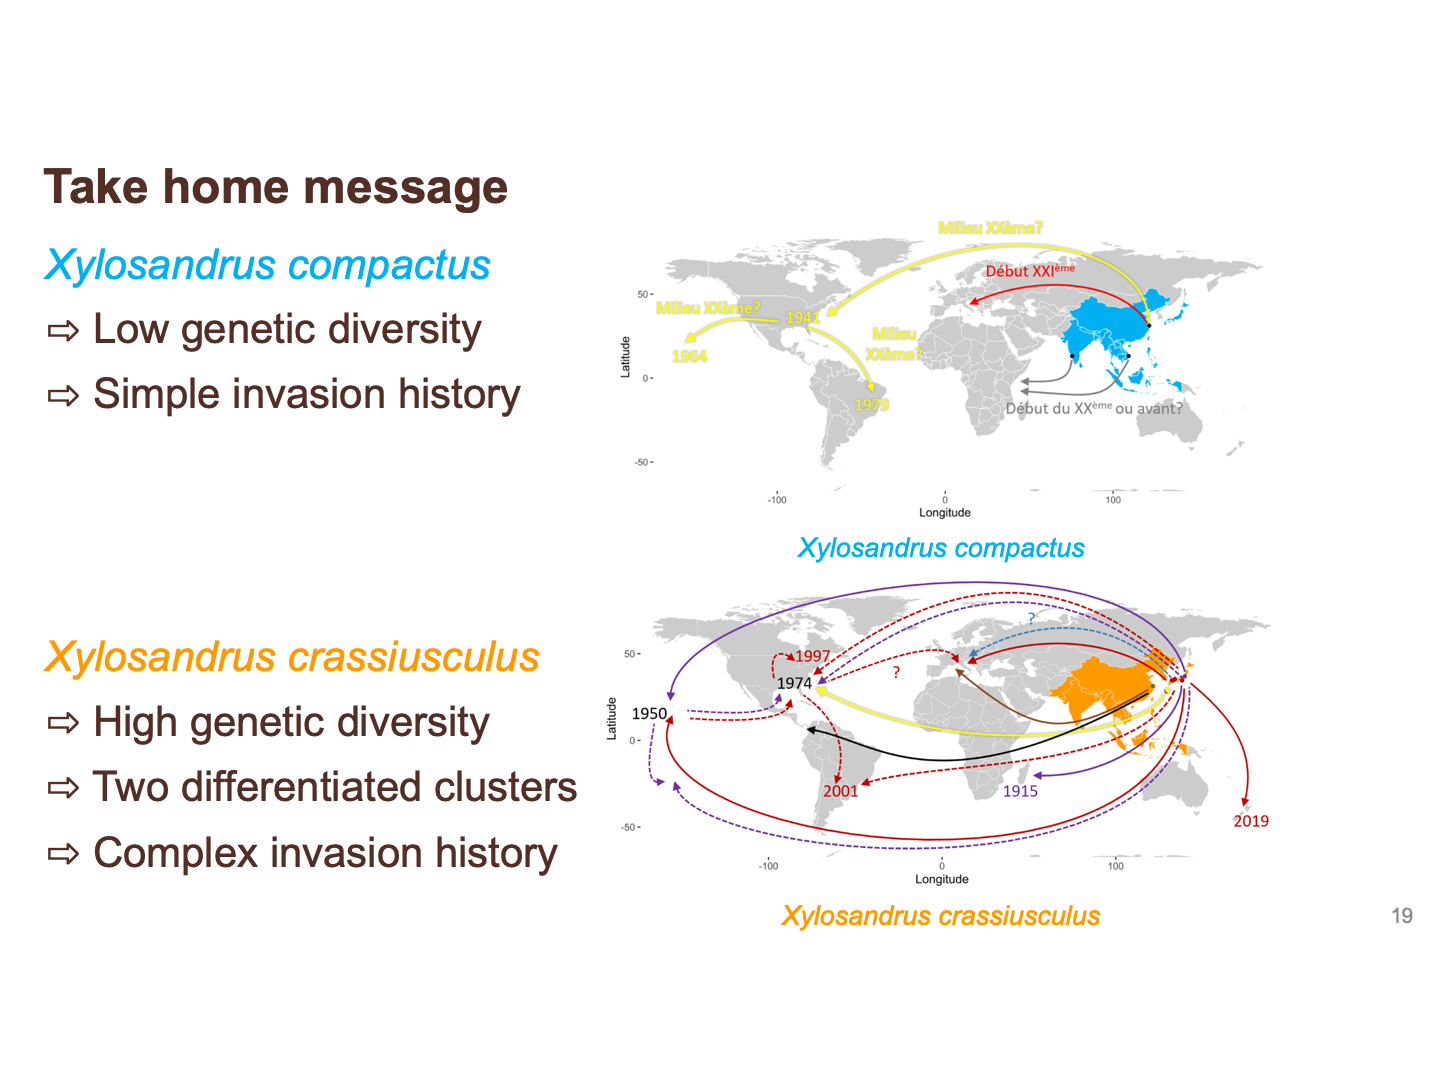 Take home message
Xylosandrus compactus
⇨ Low genetic diversity
⇨ Simple invasion history
Milieu XXème?
Début XXIème
Milieu XXème?
1941
Milieu
XXème?
1964
1979
Début du XXème ou avant?
50
0
-50
Latitude
-100
0
100
Longitude
Xylosandrus compactus
Xylosandrus crassiusculus
⇨ High genetic diversity
⇨ Two differentiated clusters
⇨ Complex invasion history
?
1997
?
1974
1950
2001
1915
2019
50
0
-50
Latitude
-100
0
100
Longitude
Xylosandrus crassiusculus
19